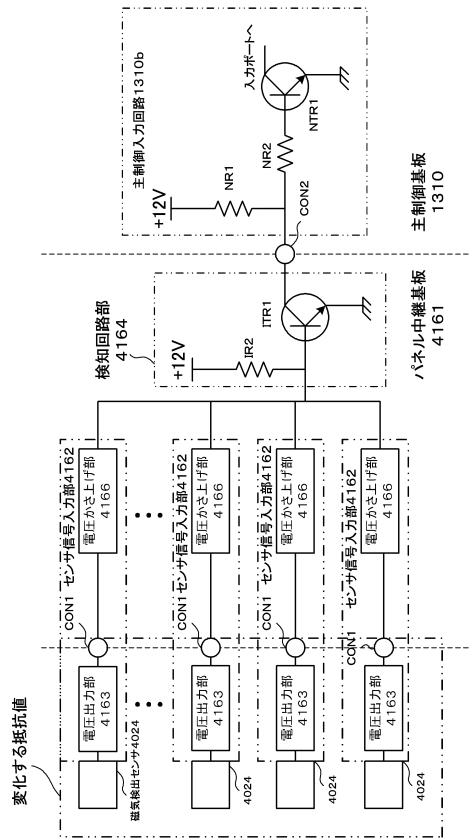 変化する抵抗値
検知回路部
4164
主制御入力回路1310b
+12V
NR1
NR2
入力ポートへ
NTR1
CON2
+12V
IR2
ITR1
パネル中継基板
4161
主制御基板
1310
CON1
センサ信号入力部4162
電圧出力部
4163
電圧かさ上げ部
4166
磁気検出センサ4024
CON1
センサ信号入力部4162
電圧出力部
4163
電圧かさ上げ部
4166
4024
CON1
センサ信号入力部4162
電圧出力部
4163
電圧かさ上げ部
4166
4024
CON1
センサ信号入力部4162
電圧出力部
4163
電圧かさ上げ部
4166
4024